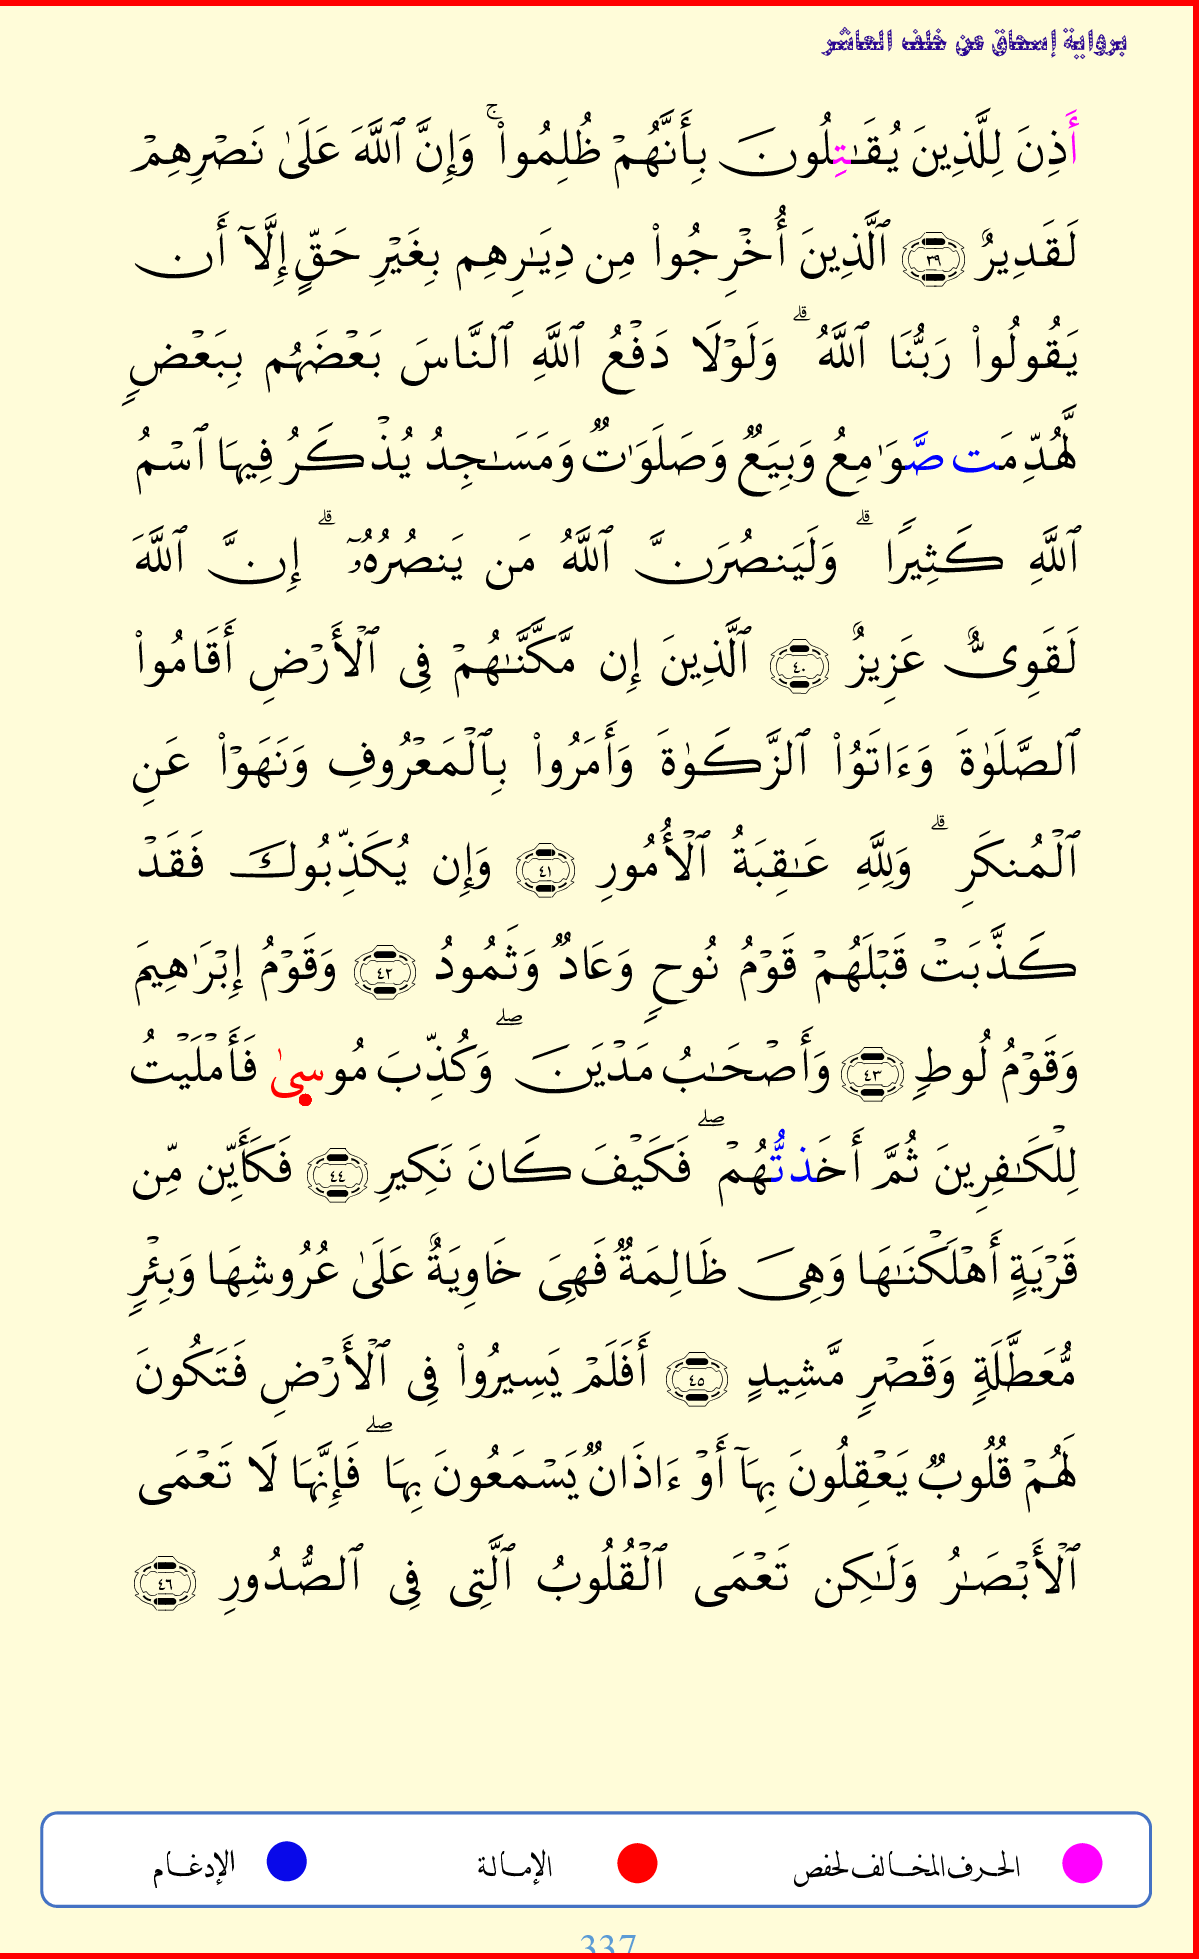 برواية إسحاق عن خلف العاشر
أَذِنَ لِلَّذِينَ يُقَـٰتِلُونَ بِأَنَّهُمۡ ظُلِمُوا۟ ۚ وَإِنَّ ٱللَّهَ عَلَىٰ نَصۡرِهِمۡ
لَقَدِيرٌ ٣٩ ٱلَّذِينَ أُخۡرِجُوا۟ مِن دِيَـٰرِهِم بِغَيۡرِ حَقٍّ إِلَّآ أَن
يَقُولُوا۟ رَبُّنَا ٱللَّهُ ۗ وَلَوۡلَا دَفۡعُ ٱللَّهِ ٱلنَّاسَ بَعۡضَهُم بِبَعۡضٍ
لَّهُدِّمَت صَّوَٰمِعُ وَبِيَعٌ وَصَلَوَٰتٌ وَمَسَـٰجِدُ يُذۡكَرُ فِيهَا ٱسۡمُ
ٱللَّهِ كَثِيرًا ۗ وَلَيَنصُرَنَّ ٱللَّهُ مَن يَنصُرُهُۥٓ ۗ إِنَّ ٱللَّهَ
لَقَوِىٌّ عَزِيزٌ ٤٠ ٱلَّذِينَ إِن مَّكَّنَّـٰهُمۡ فِى ٱلۡأَرۡضِ أَقَامُوا۟
ٱلصَّلَوٰةَ وَءَاتَوُا۟ ٱلزَّكَوٰةَ وَأَمَرُوا۟ بِٱلۡمَعۡرُوفِ وَنَهَوۡا۟ عَنِ
ٱلۡمُنكَرِ ۗ وَلِلَّهِ عَـٰقِبَةُ ٱلۡأُمُورِ ٤١ وَإِن يُكَذِّبُوكَ فَقَدۡ
كَذَّبَتۡ قَبۡلَهُمۡ قَوۡمُ نُوحٍ وَعَادٌ وَثَمُودُ ٤٢ وَقَوۡمُ إِبۡرَٰهِيمَ
وَقَوۡمُ لُوطٍ ٤٣ وَأَصۡحَـٰبُ مَدۡيَنَ ۖ وَكُذِّبَ مُوسىٰ فَأَمۡلَيۡتُ
لِلۡكَـٰفِرِينَ ثُمَّ أَخَذتُّهُمۡ ۖ فَكَيۡفَ كَانَ نَكِيرِ ٤٤ فَكَأَيِّن مِّن
قَرۡيَةٍ أَهۡلَكۡنَـٰهَا وَهِىَ ظَالِمَةٌ فَهِىَ خَاوِيَةٌ عَلَىٰ عُرُوشِهَا وَبِئۡرٍ
مُّعَطَّلَةٍ وَقَصۡرٍ مَّشِيدٍ ٤٥ أَفَلَمۡ يَسِيرُوا۟ فِى ٱلۡأَرۡضِ فَتَكُونَ
لَهُمۡ قُلُوبٌ يَعۡقِلُونَ بِهَآ أَوۡ ءَاذَانٌ يَسۡمَعُونَ بِهَا ۖ فَإِنَّهَا لَا تَعۡمَى
ٱلۡأَبۡصَـٰرُ وَلَـٰكِن تَعۡمَى ٱلۡقُلُوبُ ٱلَّتِى فِى ٱلصُّدُورِ ٤٦
الحرف المخالف لحفص الإمالة الإدغام
337